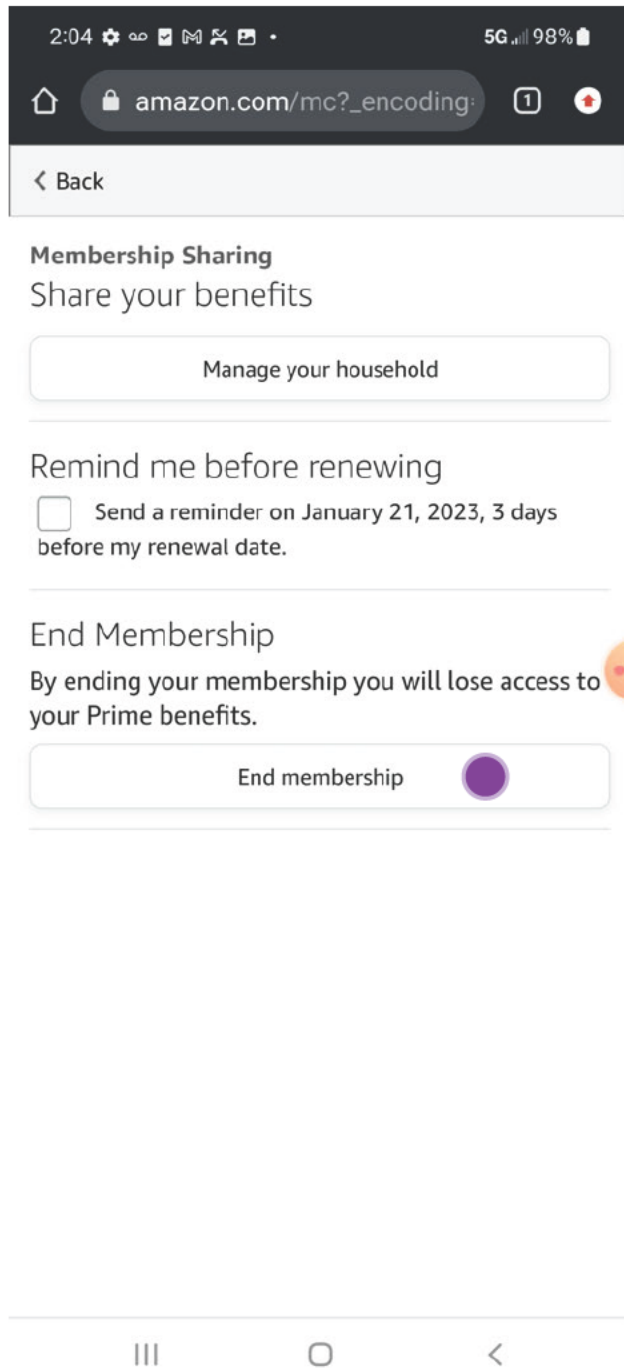 2:04
5G 98%
amazon.com/mc?_encoding
1
Back
Membership Sharing
Share your benefits
Manage your household
Remind me before renewing
Send a reminder on January 21, 2023, 3 days
before my renewal date.
End Membership
By ending your membership you will lose access to
your Prime benefits.
End membership